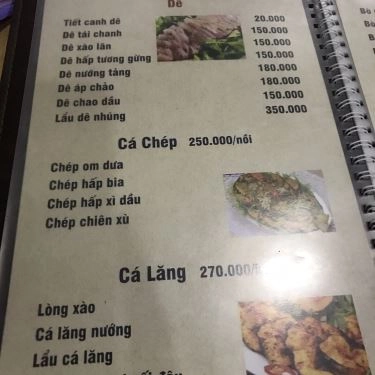 Dê
Tiết canh dê 20.000
Dê tái chanh 150.000
Dê xào lăn 150.000
Dê hấp tương gừng 150.000
Dê nướng tảng 180.000
Dê áp chảo 180.000
Dê chao dầu 150.000
Lẩu dê nhúng 350.000
Cá Chép 250.000/nồi
Chép om dưa
Chép hấp bia
Chép hấp xì dầu
Chép chiên xù
Cá Lăng 270.000/
Lòng xào
Cá lăng nướng
Lẩu cá lăng